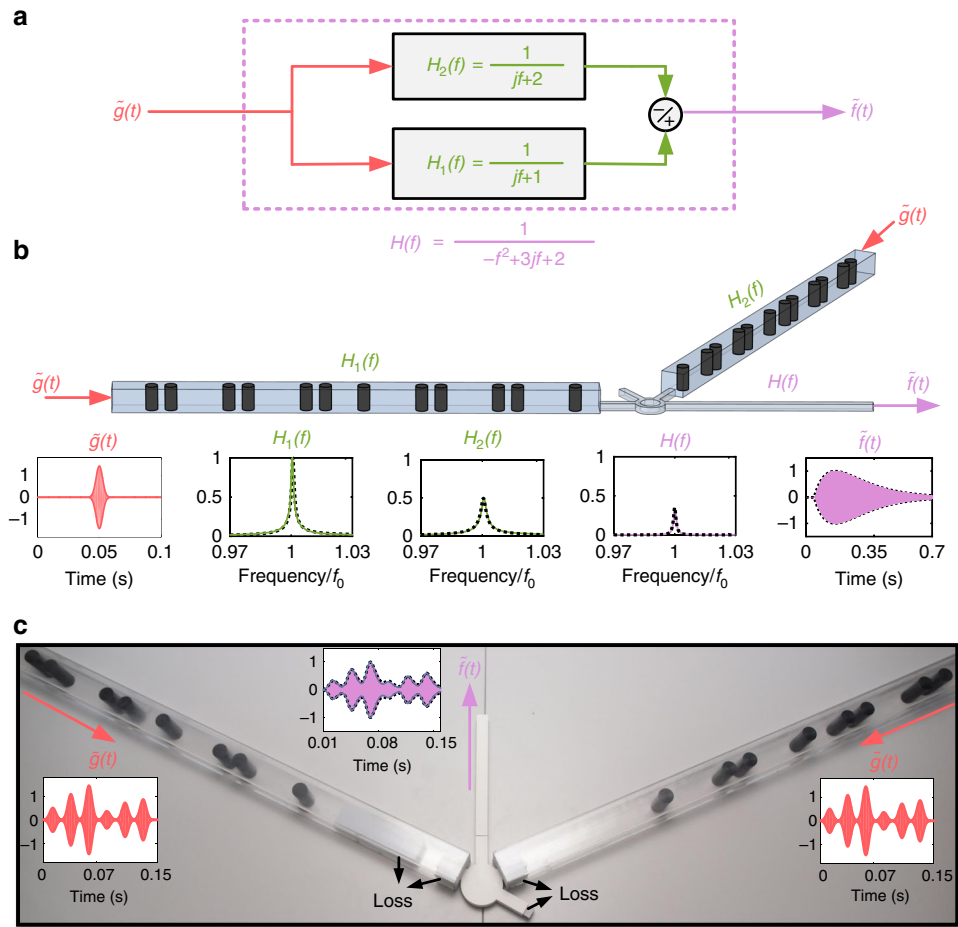 a
H₂(f) = 1
jf+2
g̃(t)
−/+
f̃(t)
H₁(f) = 1
jf+1
H(f) = 1
−f²+3jf+2
b
g̃(t)
H₂(f)
H₁(f)
g̃(t)
H(f)
f̃(t)
g̃(t)
H₁(f)
H₂(f)
H(f)
f̃(t)
1
0
−1
0 0.05 0.1
Time (s)
1
0.5
0
0.97 1 1.03
Frequency/f₀
1
0.5
0
0.97 1 1.03
Frequency/f₀
1
0.5
0
0.97 1 1.03
Frequency/f₀
1
0
−1
0 0.35 0.7
Time (s)
c
1
0
−1
0.01 0.08 0.15
Time (s)
f̃(t)
g̃(t)
1
0
−1
0 0.07 0.15
Time (s)
g̃(t)
1
0
−1
0 0.07 0.15
Time (s)
Loss
Loss